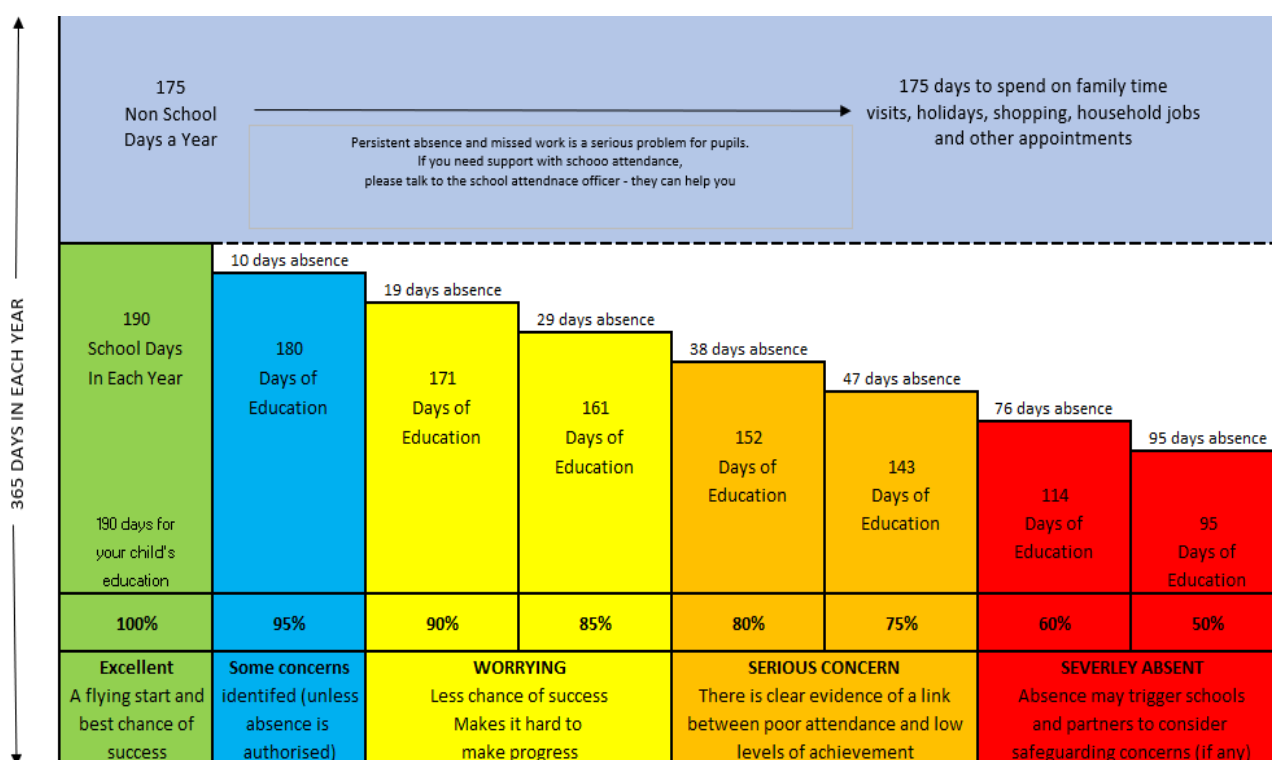 365 DAYS IN EACH YEAR
175
Non School
Days a Year
175 days to spend on family time
visits, holidays, shopping, household jobs
and other appointments
Persistent absence and missed work is a serious problem for pupils.
If you need support with schooo attendance,
please talk to the school attendnace officer - they can help you
190
School Days
In Each Year
190 days for
your child's
education
10 days absence
180
Days of
Education
19 days absence
171
Days of
Education
29 days absence
161
Days of
Education
38 days absence
152
Days of
Education
47 days absence
143
Days of
Education
76 days absence
114
Days of
Education
95 days absence
95
Days of
Education
100%
95%
90%
85%
80%
75%
60%
50%
Excellent
A flying start and
best chance of
success
Some concerns
identifed (unless
absence is
authorised)
WORRYING
Less chance of success
Makes it hard to
make progress
SERIOUS CONCERN
There is clear evidence of a link
between poor attendance and low
levels of achievement
SEVERLEY ABSENT
Absence may trigger schools
and partners to consider
safeguarding concerns (if any)